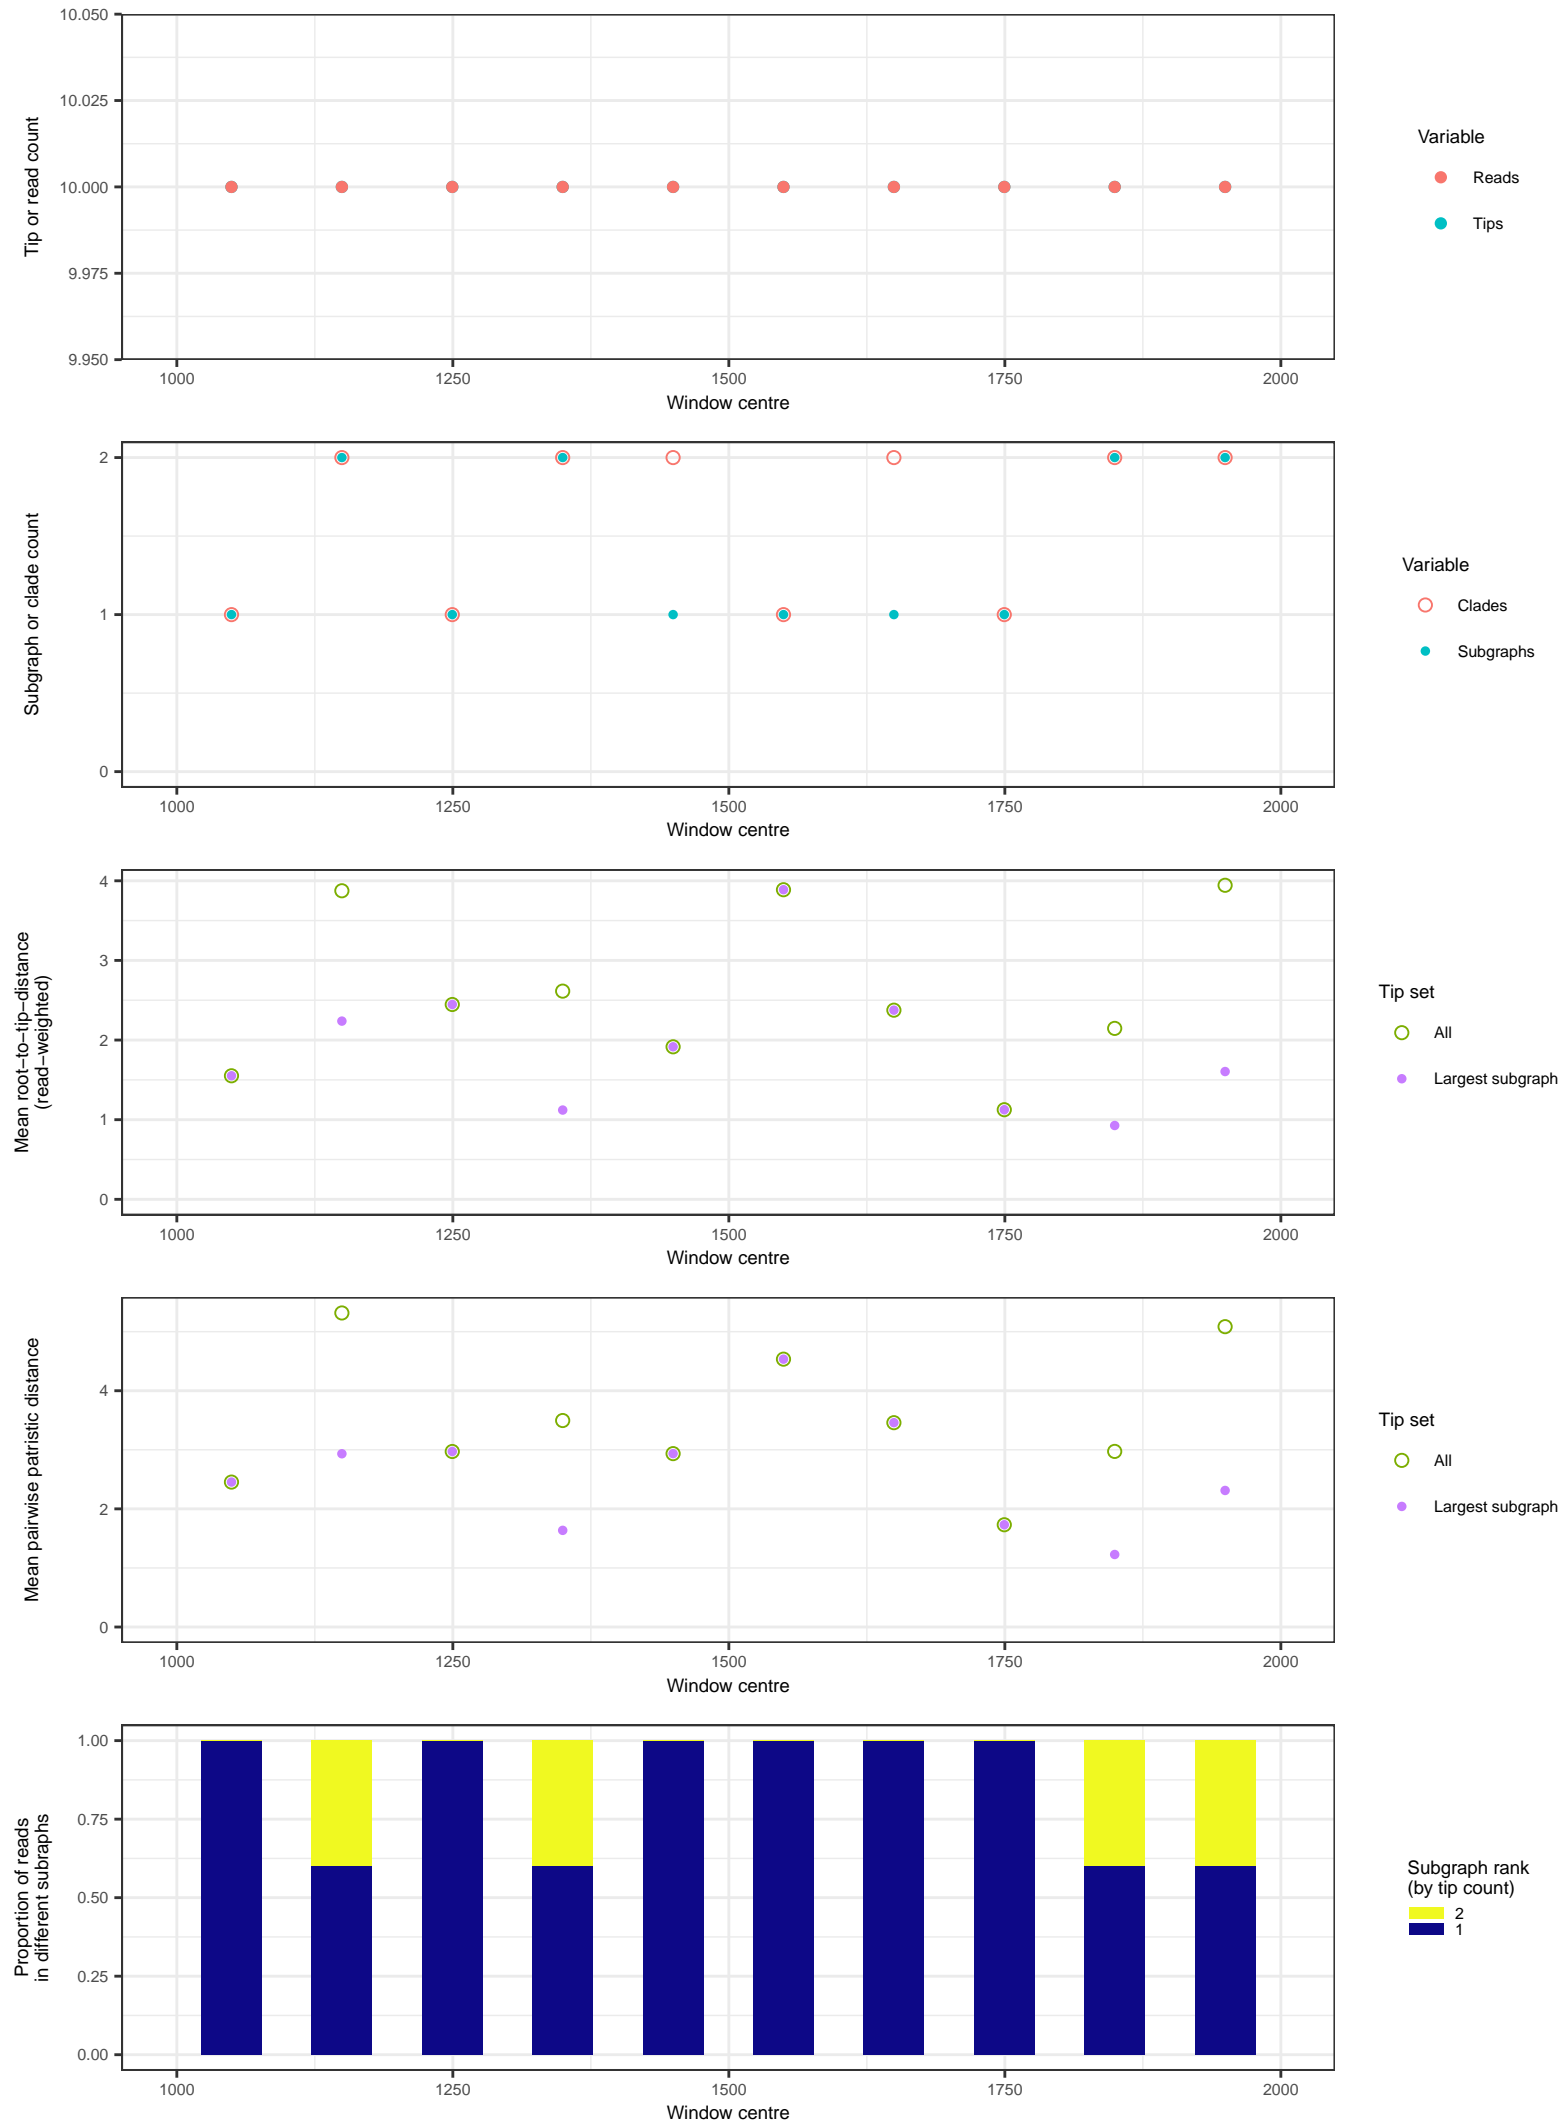 10.050
10.025
10.000
9.975
9.950
Tip or read count
1000 1250 1500 1750 2000
Window centre
Variable
Reads
Tips
2
1
0
Subgraph or clade count
1000 1250 1500 1750 2000
Window centre
Variable
Clades
Subgraphs
4
3
2
1
0
Mean root−to−tip−distance
(read−weighted)
1000 1250 1500 1750 2000
Window centre
Tip set
All
Largest subgraph
4
2
0
Mean pairwise patristic distance
1000 1250 1500 1750 2000
Window centre
Tip set
All
Largest subgraph
1.00
0.75
0.50
0.25
0.00
Proportion of reads
in different subraphs
1000 1250 1500 1750 2000
Window centre
Subgraph rank
(by tip count)
2
1